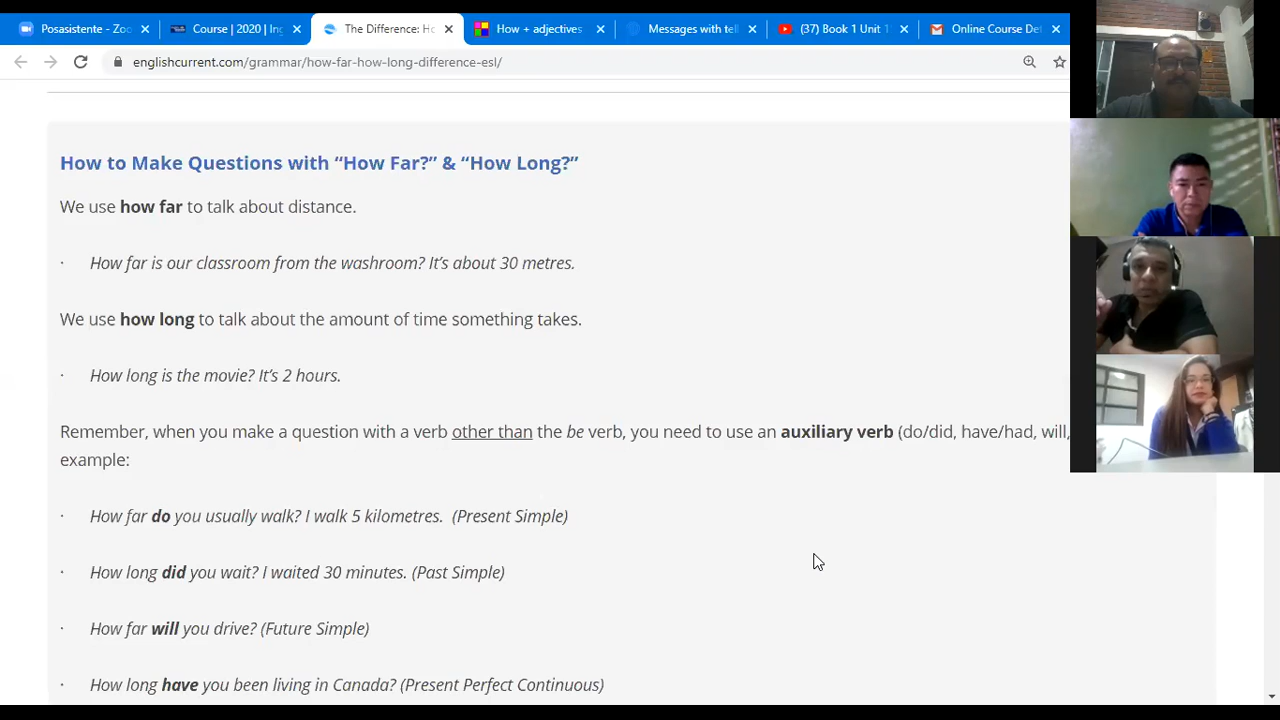 Posasistente - Zoo
Course | 2020 | Ing
The Difference: Ho
How + adjectives
Messages with tell
(37) Book 1 Unit 1
Online Course Def
englishcurrent.com/grammar/how-far-how-long-difference-esl/
How to Make Questions with “How Far?” & “How Long?”
We use how far to talk about distance.
· How far is our classroom from the washroom? It’s about 30 metres.
We use how long to talk about the amount of time something takes.
· How long is the movie? It’s 2 hours.
Remember, when you make a question with a verb other than the be verb, you need to use an auxiliary verb (do/did, have/had, will,
example:
· How far do you usually walk? I walk 5 kilometres. (Present Simple)
· How long did you wait? I waited 30 minutes. (Past Simple)
· How far will you drive? (Future Simple)
· How long have you been living in Canada? (Present Perfect Continuous)